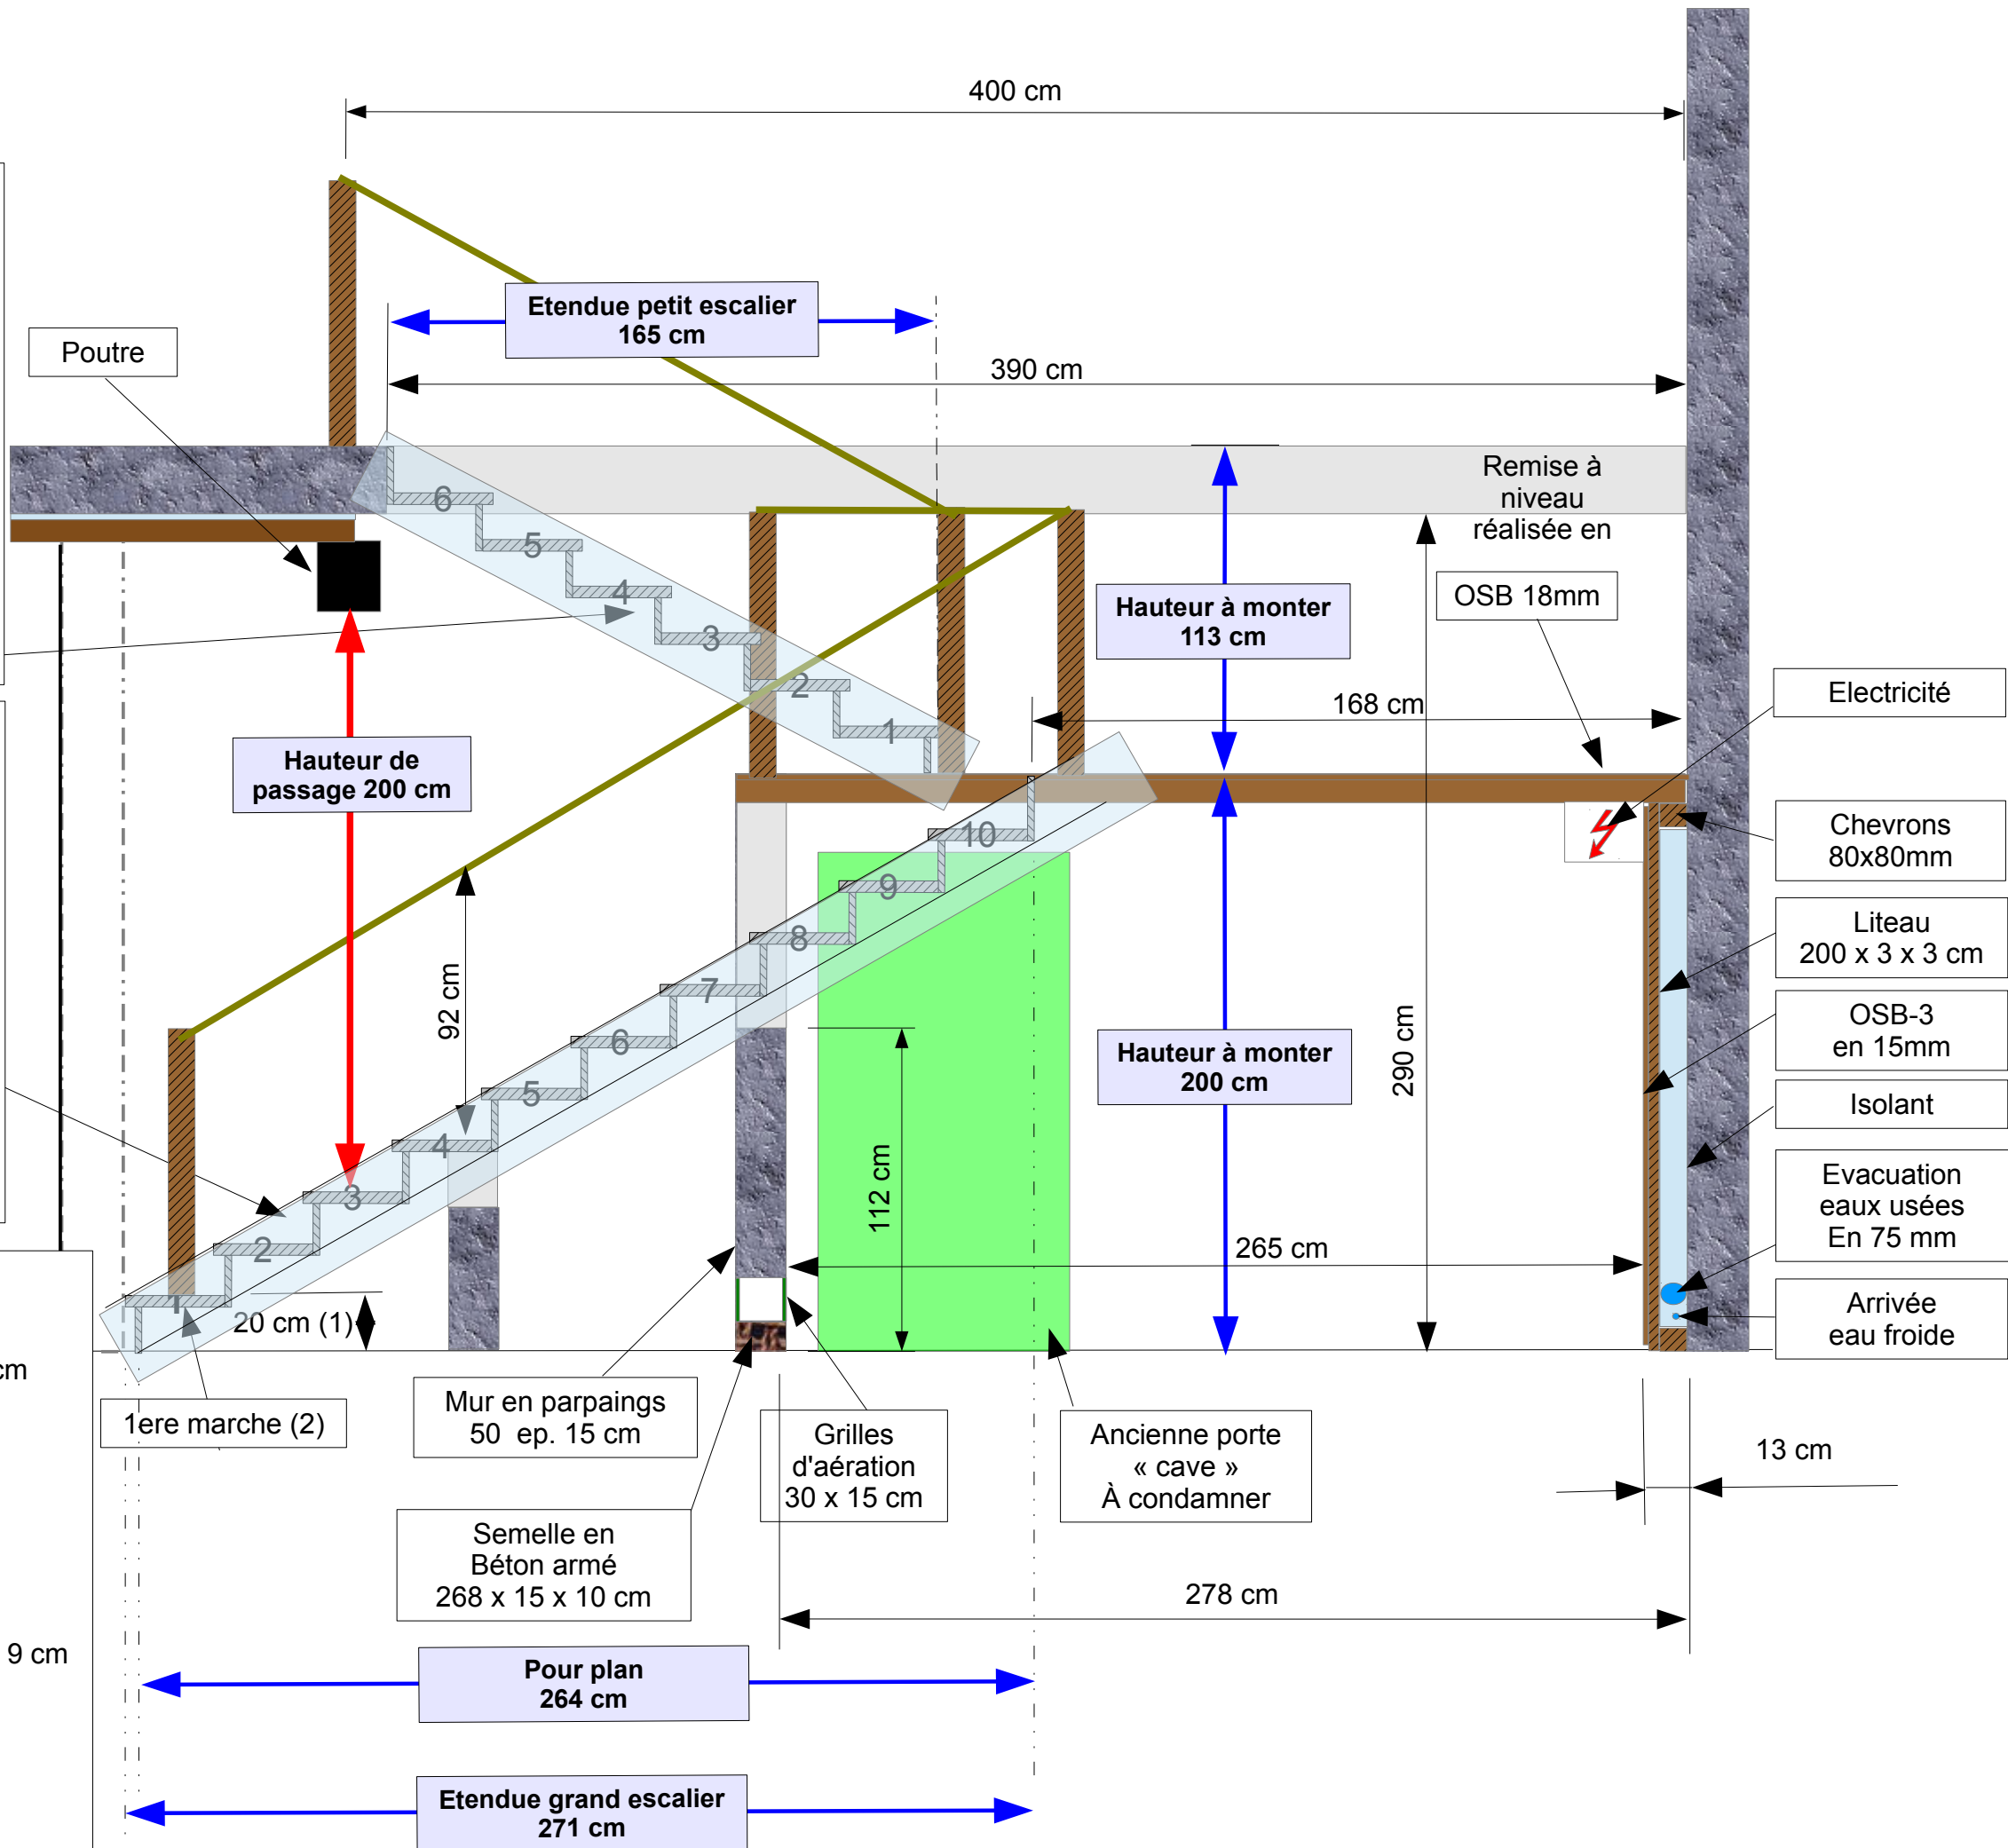 400 cm
Etendue petit escalier
165 cm
Poutre
390 cm
Remise à
niveau
réalisée en
6
5
4
3
2
1
Hauteur à monter
113 cm
OSB 18mm
Electricité
168 cm
Hauteur de
passage 200 cm
Chevrons
80x80mm
10
9
8
7
6
5
4
3
2
1
Liteau
200 x 3 x 3 cm
92 cm
OSB-3
en 15mm
Hauteur à monter
200 cm
290 cm
Isolant
112 cm
Evacuation
eaux usées
En 75 mm
265 cm
20 cm (1)
Arrivée
eau froide
cm
1ere marche (2)
Mur en parpaings
50 ep. 15 cm
Grilles
d'aération
30 x 15 cm
Ancienne porte
« cave »
À condamner
13 cm
Semelle en
Béton armé
268 x 15 x 10 cm
278 cm
9 cm
Pour plan
264 cm
Etendue grand escalier
271 cm